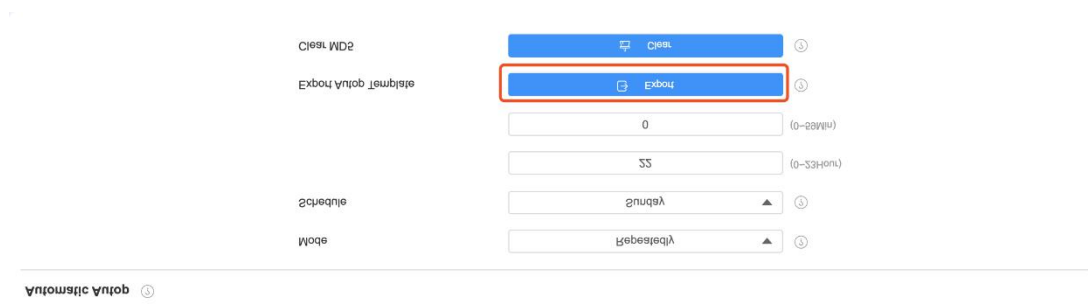 Automatic Autop
Mode Repeatedly
Schedule Sunday
22 (0~23Hour)
0 (0~59Min)
Export Autop Template Export
Clear MD5 Clear